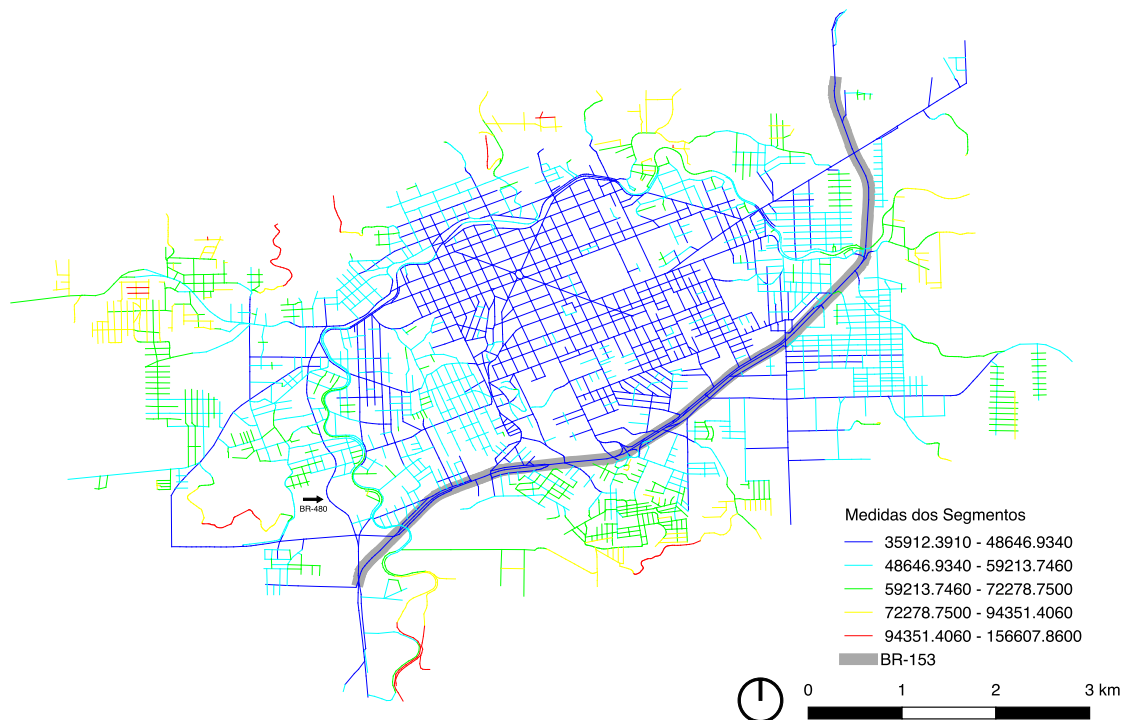 BR-480
Medidas dos Segmentos
35912.3910 - 48646.9340
48646.9340 - 59213.7460
59213.7460 - 72278.7500
72278.7500 - 94351.4060
94351.4060 - 156607.8600
BR-153
0 1 2 3 km